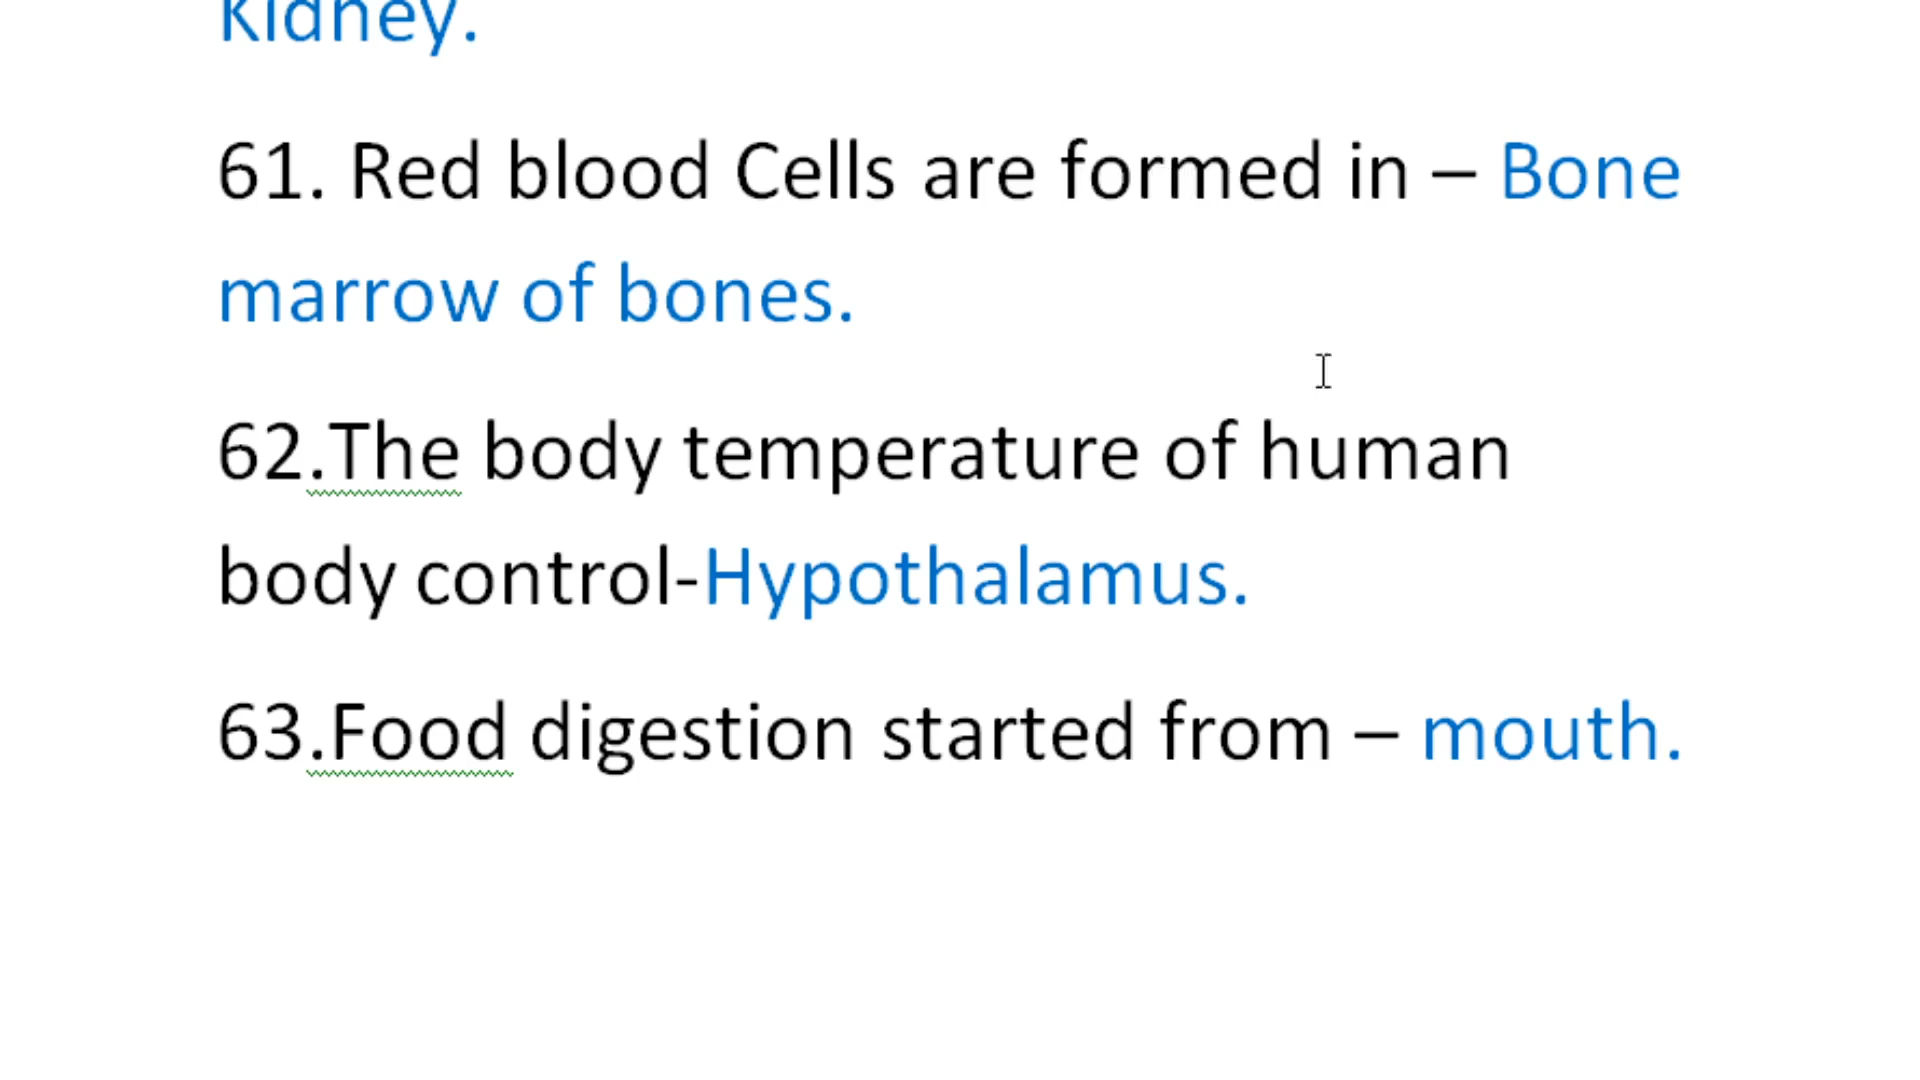 Kidney.
61. Red blood Cells are formed in – Bone
marrow of bones.
62.The body temperature of human
body control-Hypothalamus.
63.Food digestion started from – mouth.